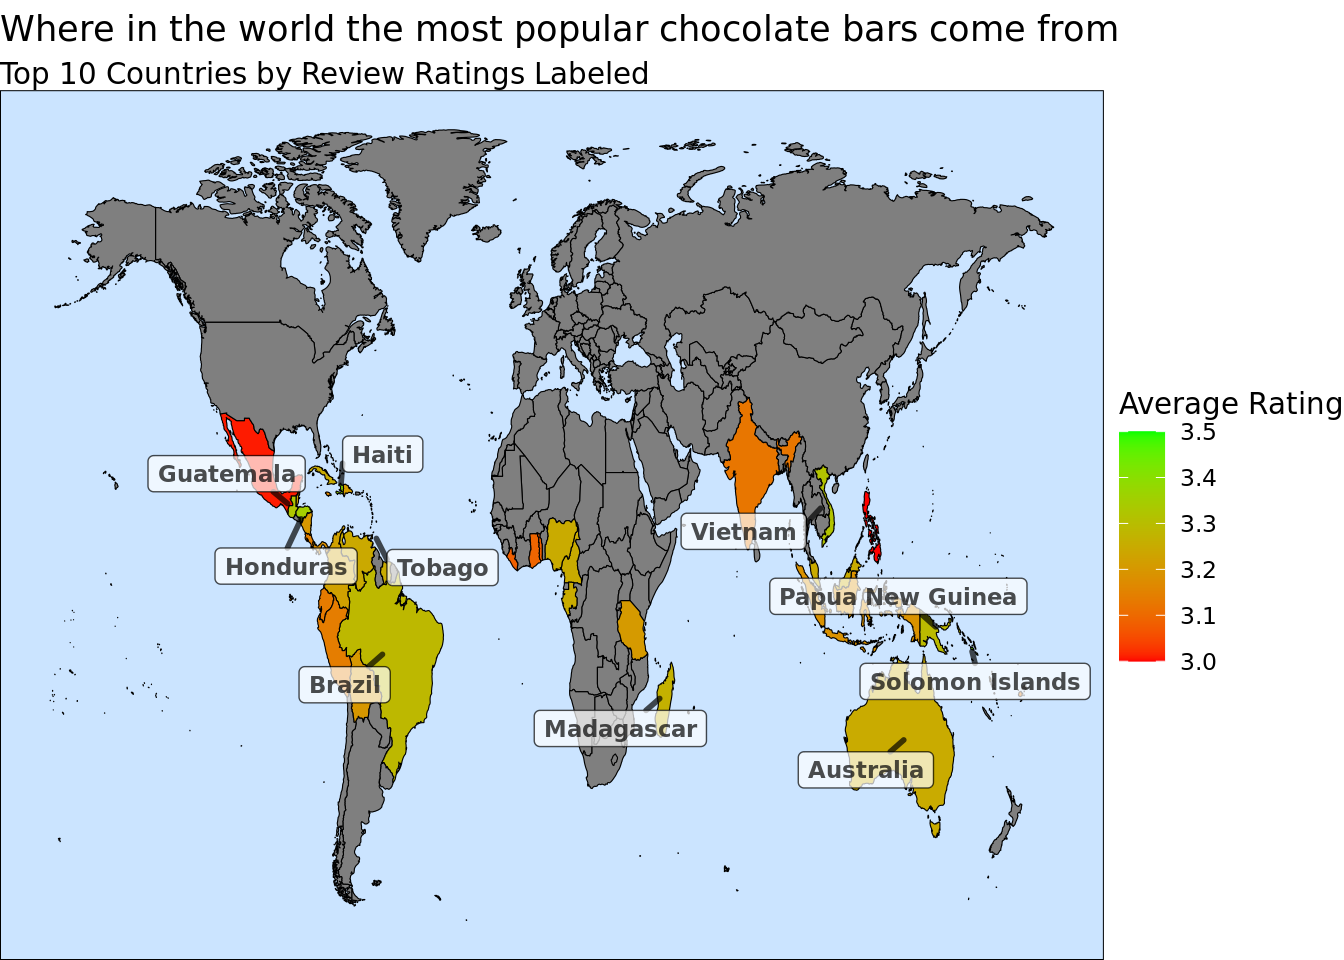 Where in the world the most popular chocolate bars come from
Top 10 Countries by Review Ratings Labeled
Haiti
Guatemala
Honduras
Tobago
Vietnam
Papua New Guinea
Brazil
Solomon Islands
Madagascar
Australia
Average Rating
3.5
3.4
3.3
3.2
3.1
3.0